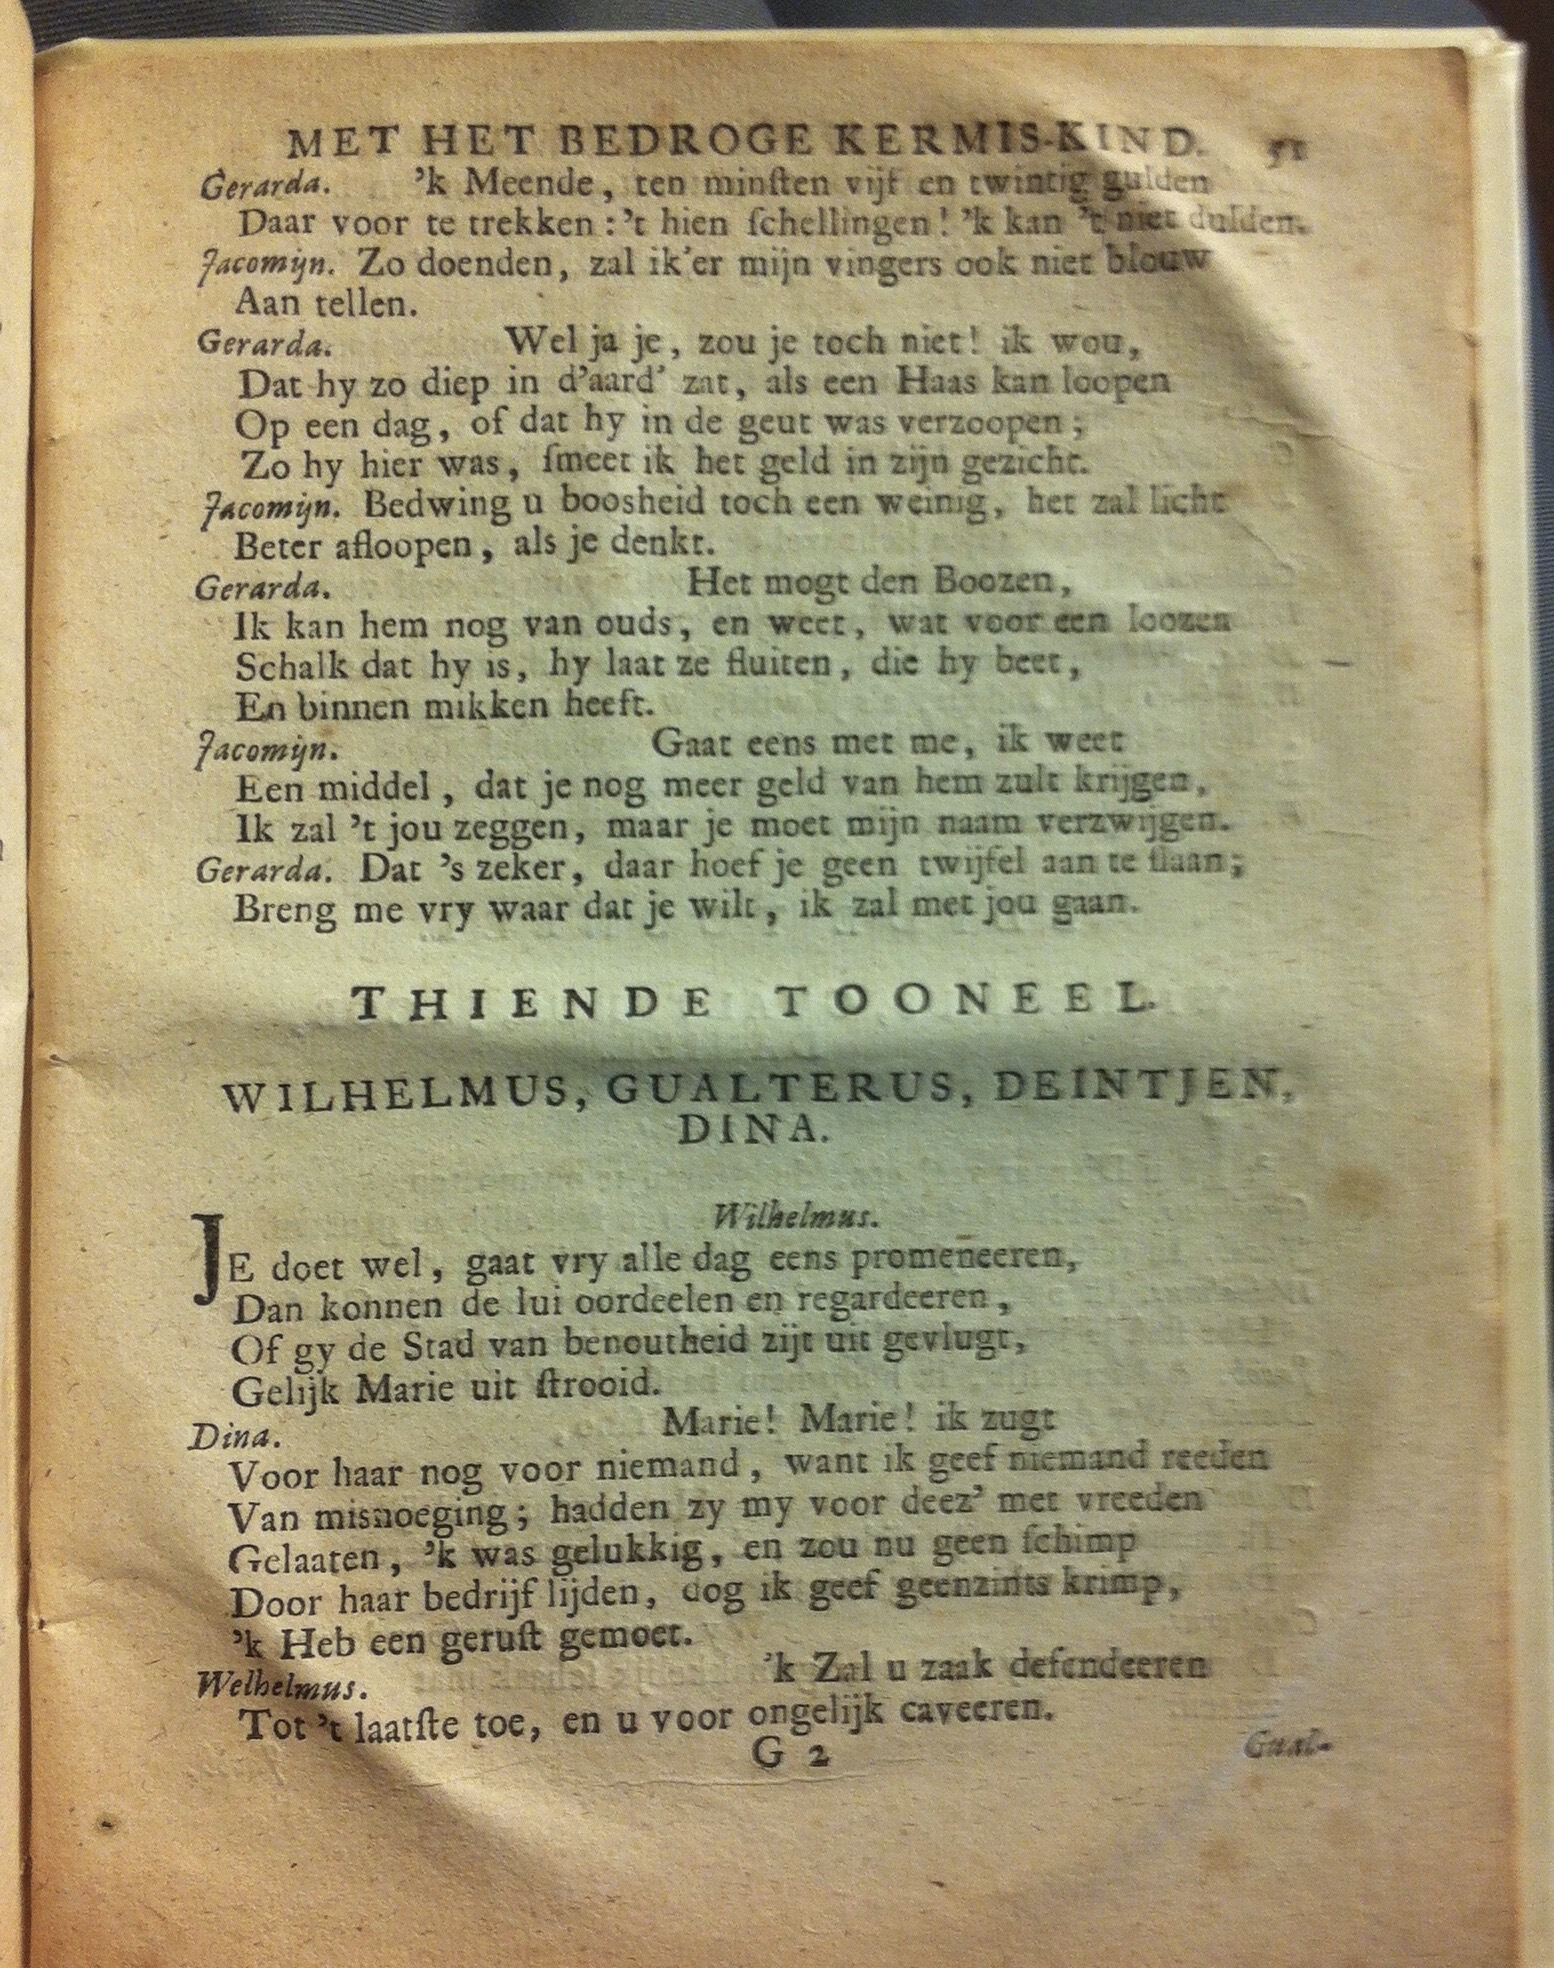 MET HET BEDROGE KERMIS-KIND. 51
Gerarda. 'k Meende, ten minſten vijf en twintig gulden
Daar voor te trekken: 't hien ſchellingen! 'k kan 't niet dulden.
Jacomijn. Zo doenden, zal ik'er mijn vingers ook niet blouw
Aan tellen.
Gerarda. Wel ja je, zou je toch niet! ik wou,
Dat hy zo diep in d'aard' zat, als een Haas kan loopen
Op een dag, of dat hy in de geut was verzoopen;
Zo hy hier was, ſmeet ik het geld in zijn gezicht.
Jacomijn. Bedwing u boosheid toch een weinig, het zal licht
Beter afloopen, als je denkt.
Gerarda. Het mogt den Boozen,
Ik kan hem nog van ouds, en weet, wat voor een loozen
Schalk dat hy is, hy laat ze fluiten, die hy beet,
En binnen mikken heeft.
Jacomijn. Gaat eens met me, ik weet
Een middel, dat je nog meer geld van hem zult krijgen,
Ik zal 't jou zeggen, maar je moet mijn naam verzwijgen.
Gerarda. Dat 's zeker, daar hoef je geen twijfel aan te ſlaan;
Breng me vry waar dat je wilt, ik zal met jou gaan.
THIENDE TOONEEL.
WILHELMUS, GUALTERUS, DEINTJEN,
DINA.
Wilhelmus.
JE doet wel, gaat vry alle dag eens promeneeren,
Dan konnen de lui oordeelen en regardeeren,
Of gy de Stad van benoutheid zijt uit gevlugt,
Gelijk Marie uit ſtrooid.
Dina. Marie! Marie! ik zugt
Voor haar nog voor niemand, want ik geef niemand reeden
Van misnoeging; hadden zy my voor deez' met vreeden
Gelaaten, 'k was gelukkig, en zou nu geen ſchimp
Door haar bedrijf lijden, dog ik geef geenzints krimp,
'k Heb een geruſt gemoet.
Welhelmus. 'k Zal u zaak defendeeren
Tot 't laatſte toe, en u voor ongelijk caveeren.
G 2 Gual-